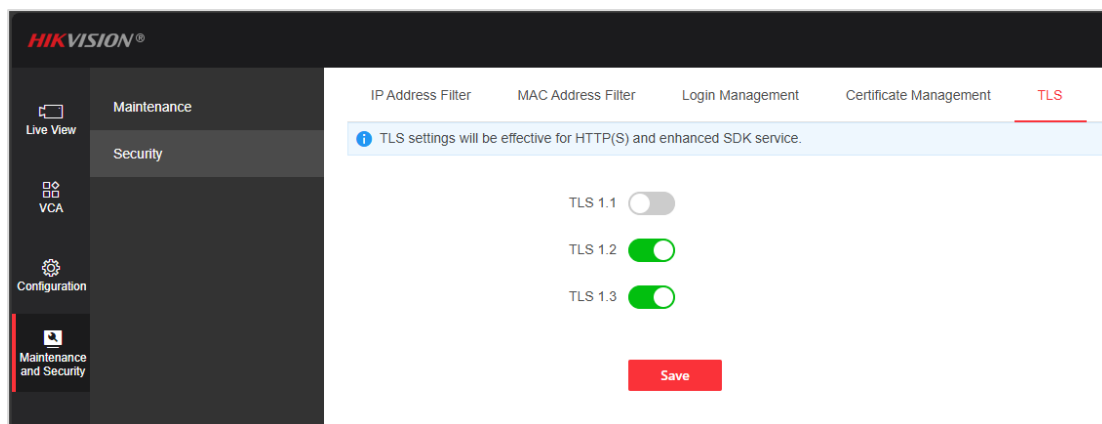 HIKVISION®
Live View
VCA
Configuration
Maintenance
and Security
Maintenance
Security
IP Address Filter MAC Address Filter Login Management Certificate Management TLS
TLS settings will be effective for HTTP(S) and enhanced SDK service.
TLS 1.1
TLS 1.2
TLS 1.3
Save